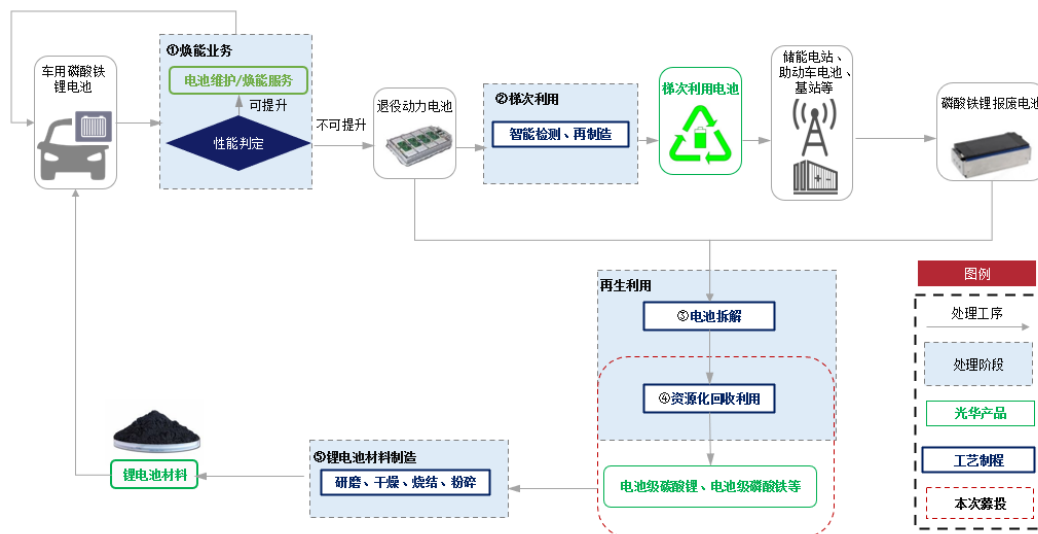 车用磷酸铁
锂电池
①焕能业务
电池维护/焕能服务
可提升
性能判定
不可提升
退役动力电池
②梯次利用
智能检测、再制造
梯次利用电池
储能电站、
助动车电池、
基站等
磷酸铁锂报废电池
再生利用
③电池拆解
④资源化回收利用
电池级碳酸锂、电池级磷酸铁等
⑤锂电池材料制造
研磨、干燥、烧结、粉碎
锂电池材料
图例
处理工序
处理阶段
光华产品
工艺制程
本次募投